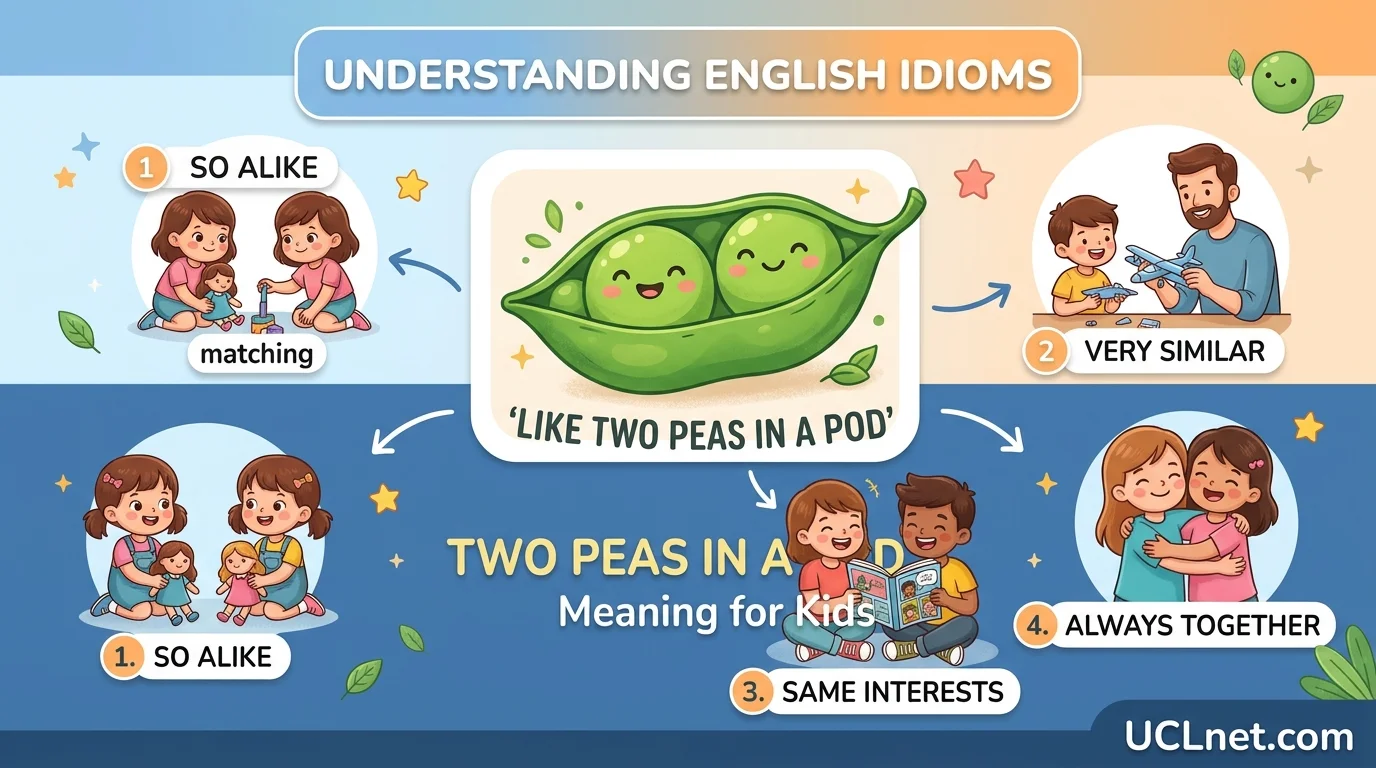 UNDERSTANDING ENGLISH IDIOMS
1 SO ALIKE
matching
'LIKE TWO PEAS IN A POD'
2 VERY SIMILAR
TWO PEAS IN A POD
Meaning for Kids
1. SO ALIKE
3. SAME INTERESTS
4. ALWAYS TOGETHER
UCLnet.com